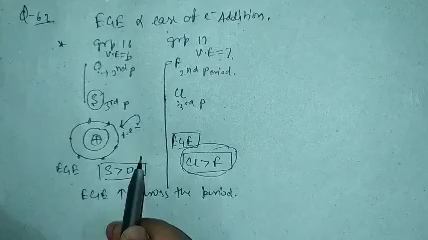 Q-61
EGE α ease of e⁻ Addition.
* grp 16 grp 17
V.E=6 V.E=7
O, 2nd p F, 2nd period.
S, 3rd p Cl, 3rd p
+e⁻
EGE
EGE S > O Cl > F
EGE ↑ across the period.